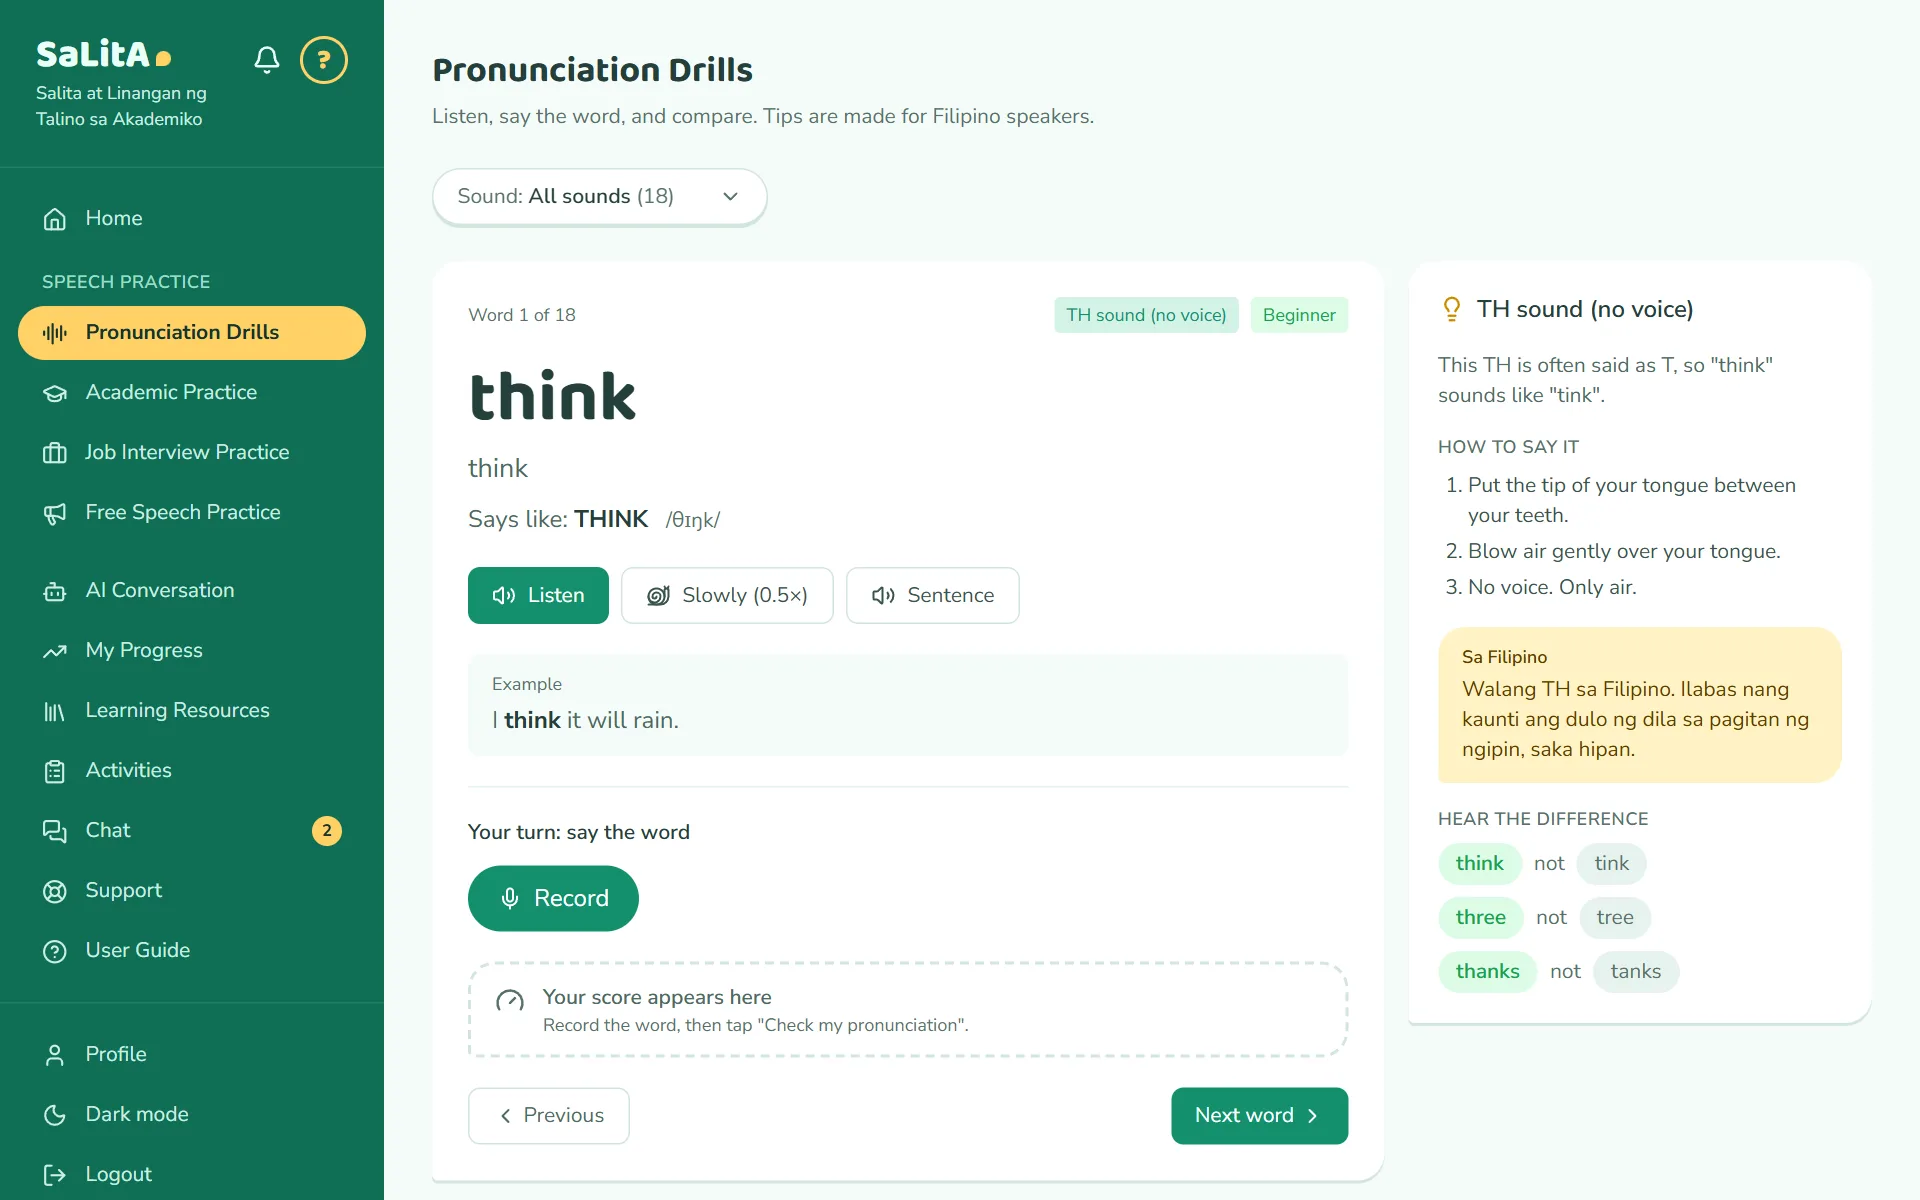 SaLitA
?
Salita at Linangan ng
Talino sa Akademiko
Home
SPEECH PRACTICE
Pronunciation Drills
Academic Practice
Job Interview Practice
Free Speech Practice
AI Conversation
My Progress
Learning Resources
Activities
Chat 2
Support
User Guide
Profile
Dark mode
Logout
Pronunciation Drills
Listen, say the word, and compare. Tips are made for Filipino speakers.
Sound: All sounds (18)
Word 1 of 18 TH sound (no voice) Beginner
think
think
Says like: THINK /θɪŋk/
Listen Slowly (0.5×) Sentence
Example
I think it will rain.
Your turn: say the word
Record
Your score appears here
Record the word, then tap "Check my pronunciation".
Previous Next word
TH sound (no voice)
This TH is often said as T, so "think"
sounds like "tink".
HOW TO SAY IT
1. Put the tip of your tongue between
your teeth.
2. Blow air gently over your tongue.
3. No voice. Only air.
Sa Filipino
Walang TH sa Filipino. Ilabas nang
kaunti ang dulo ng dila sa pagitan ng
ngipin, saka hipan.
HEAR THE DIFFERENCE
think not tink
three not tree
thanks not tanks